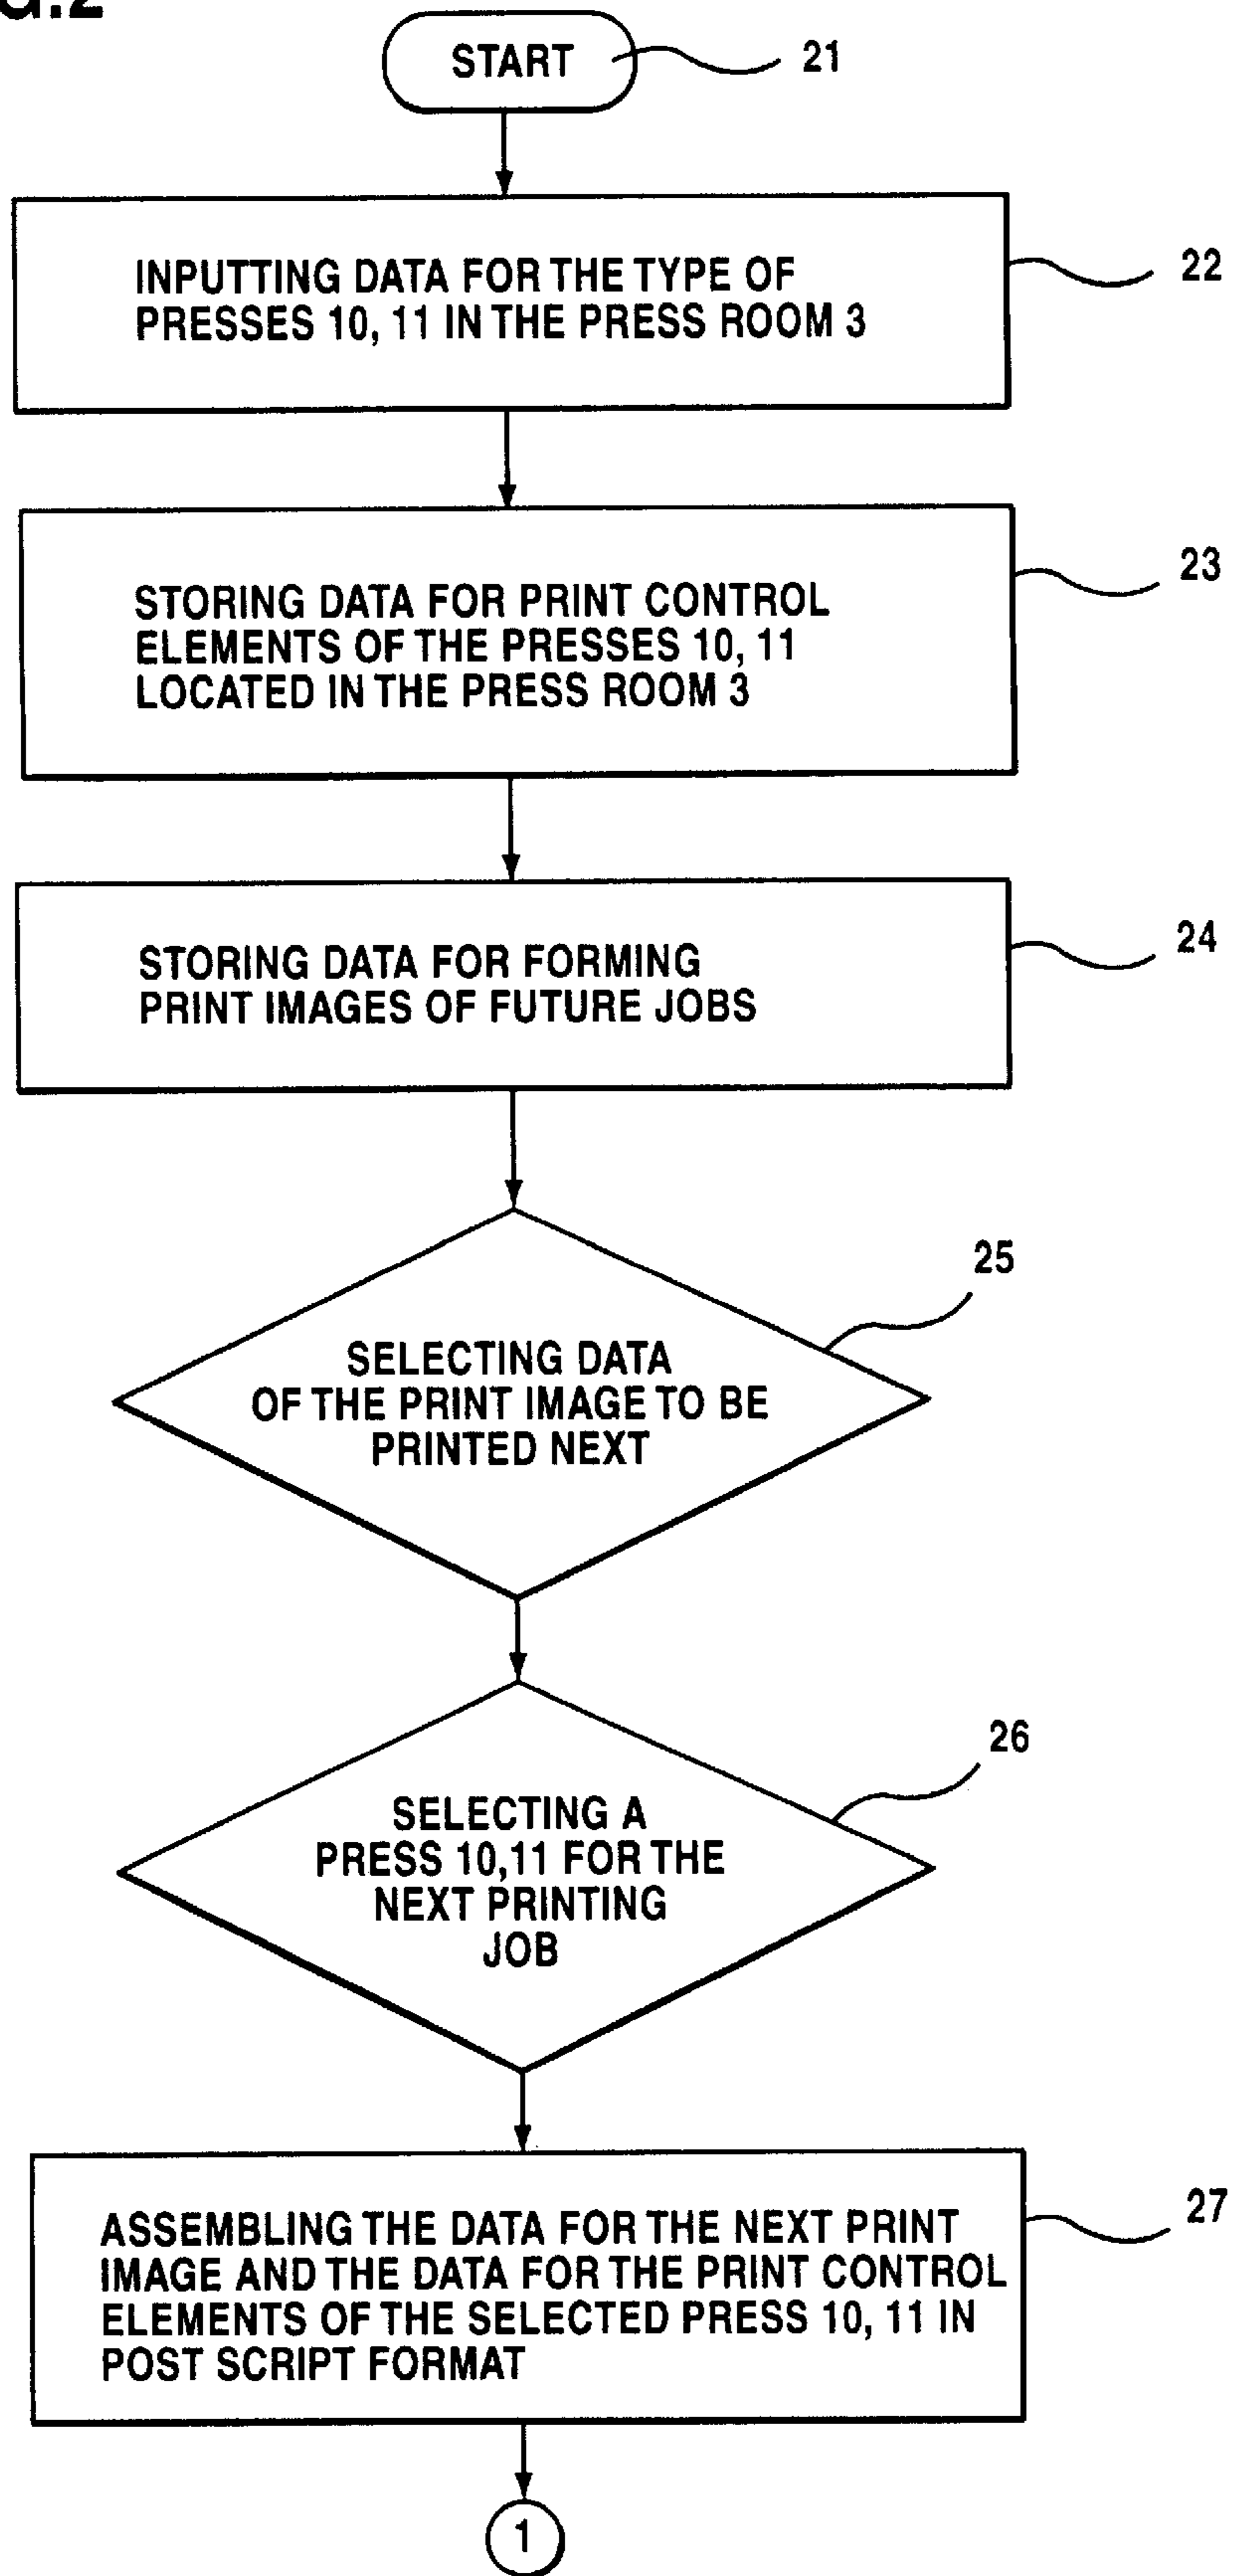 G.2
START
21
INPUTTING DATA FOR THE TYPE OF
PRESSES 10, 11 IN THE PRESS ROOM 3
22
STORING DATA FOR PRINT CONTROL
ELEMENTS OF THE PRESSES 10, 11
LOCATED IN THE PRESS ROOM 3
23
STORING DATA FOR FORMING
PRINT IMAGES OF FUTURE JOBS
24
SELECTING DATA
OF THE PRINT IMAGE TO BE
PRINTED NEXT
25
SELECTING A
PRESS 10,11 FOR THE
NEXT PRINTING
JOB
26
ASSEMBLING THE DATA FOR THE NEXT PRINT
IMAGE AND THE DATA FOR THE PRINT CONTROL
ELEMENTS OF THE SELECTED PRESS 10, 11 IN
POST SCRIPT FORMAT
27
1